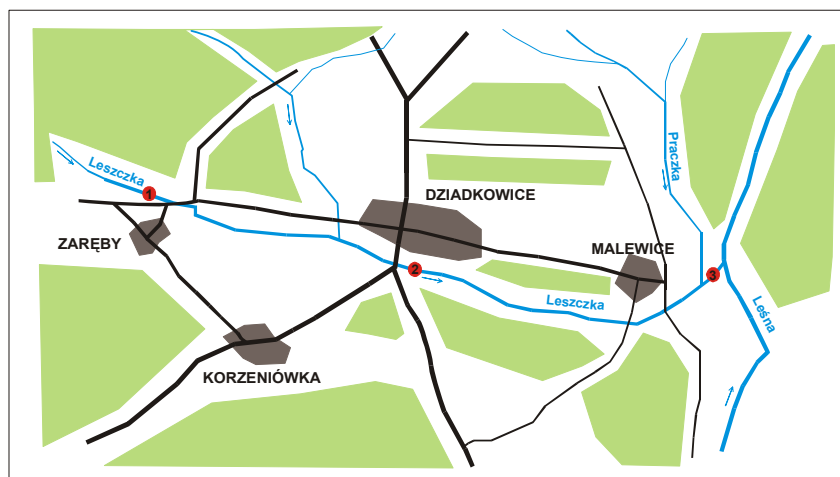 Leszczka
1
Praczka
DZIADKOWICE
ZARĘBY
MALEWICE
2
3
Leszczka
Leśna
KORZENIÓWKA